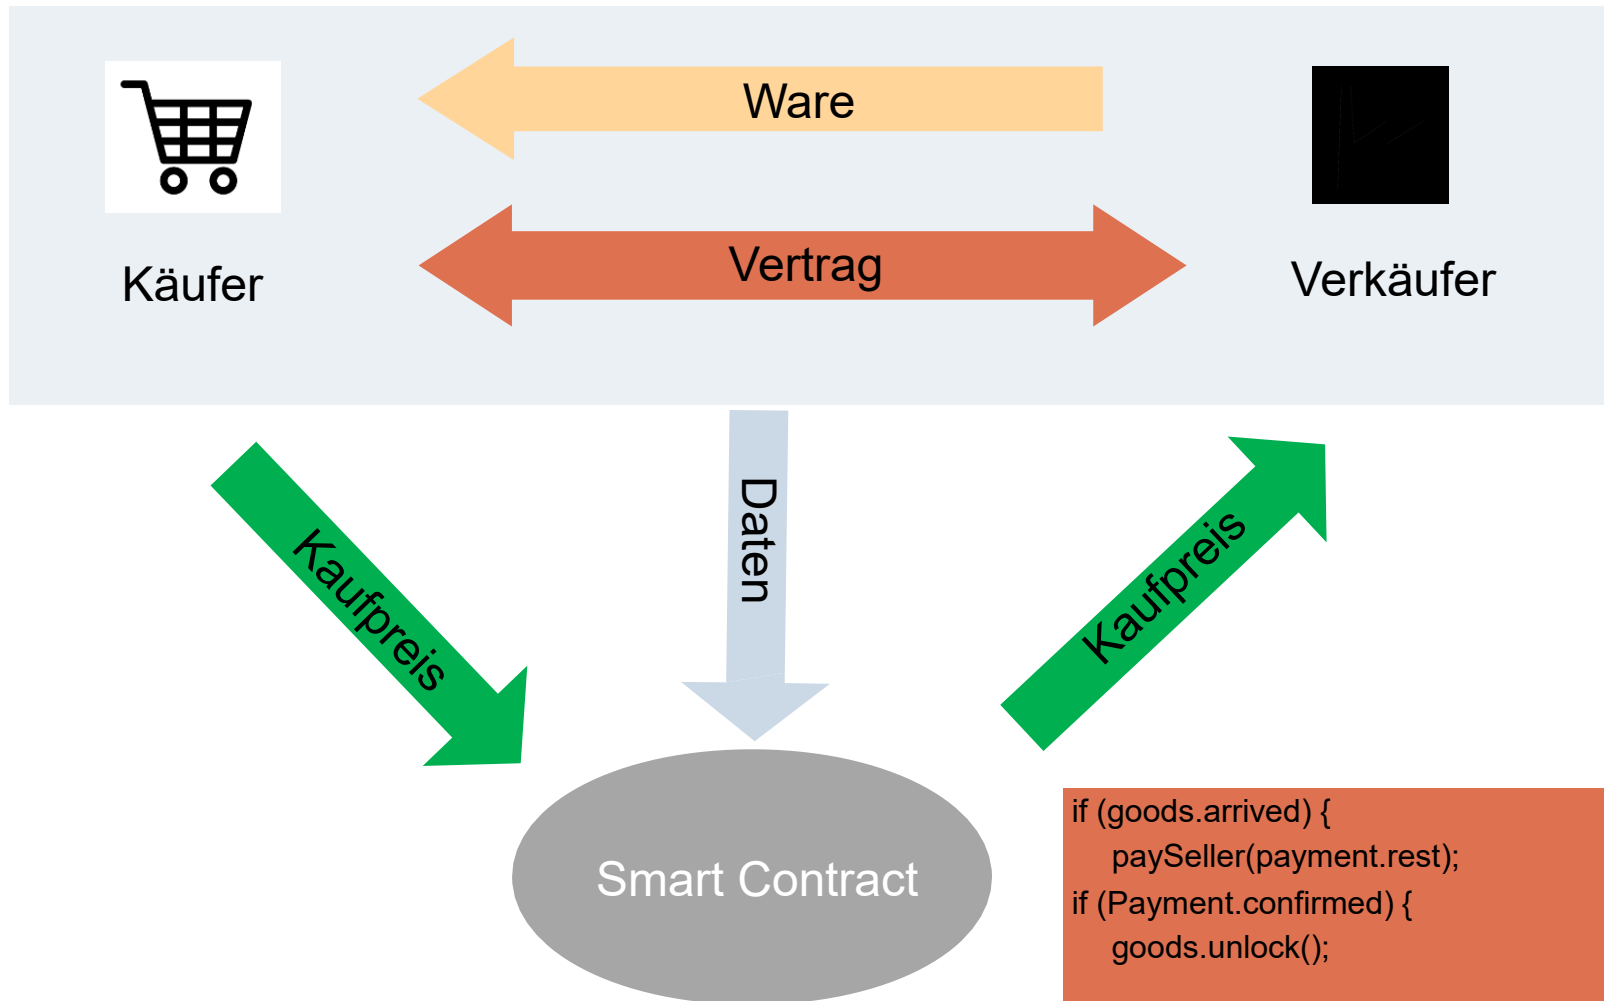 Ware
Vertrag
Käufer
Verkäufer
Daten
Kaufpreis
Kaufpreis
Smart Contract
if (goods.arrived) {
paySeller(payment.rest);
if (Payment.confirmed) {
goods.unlock();